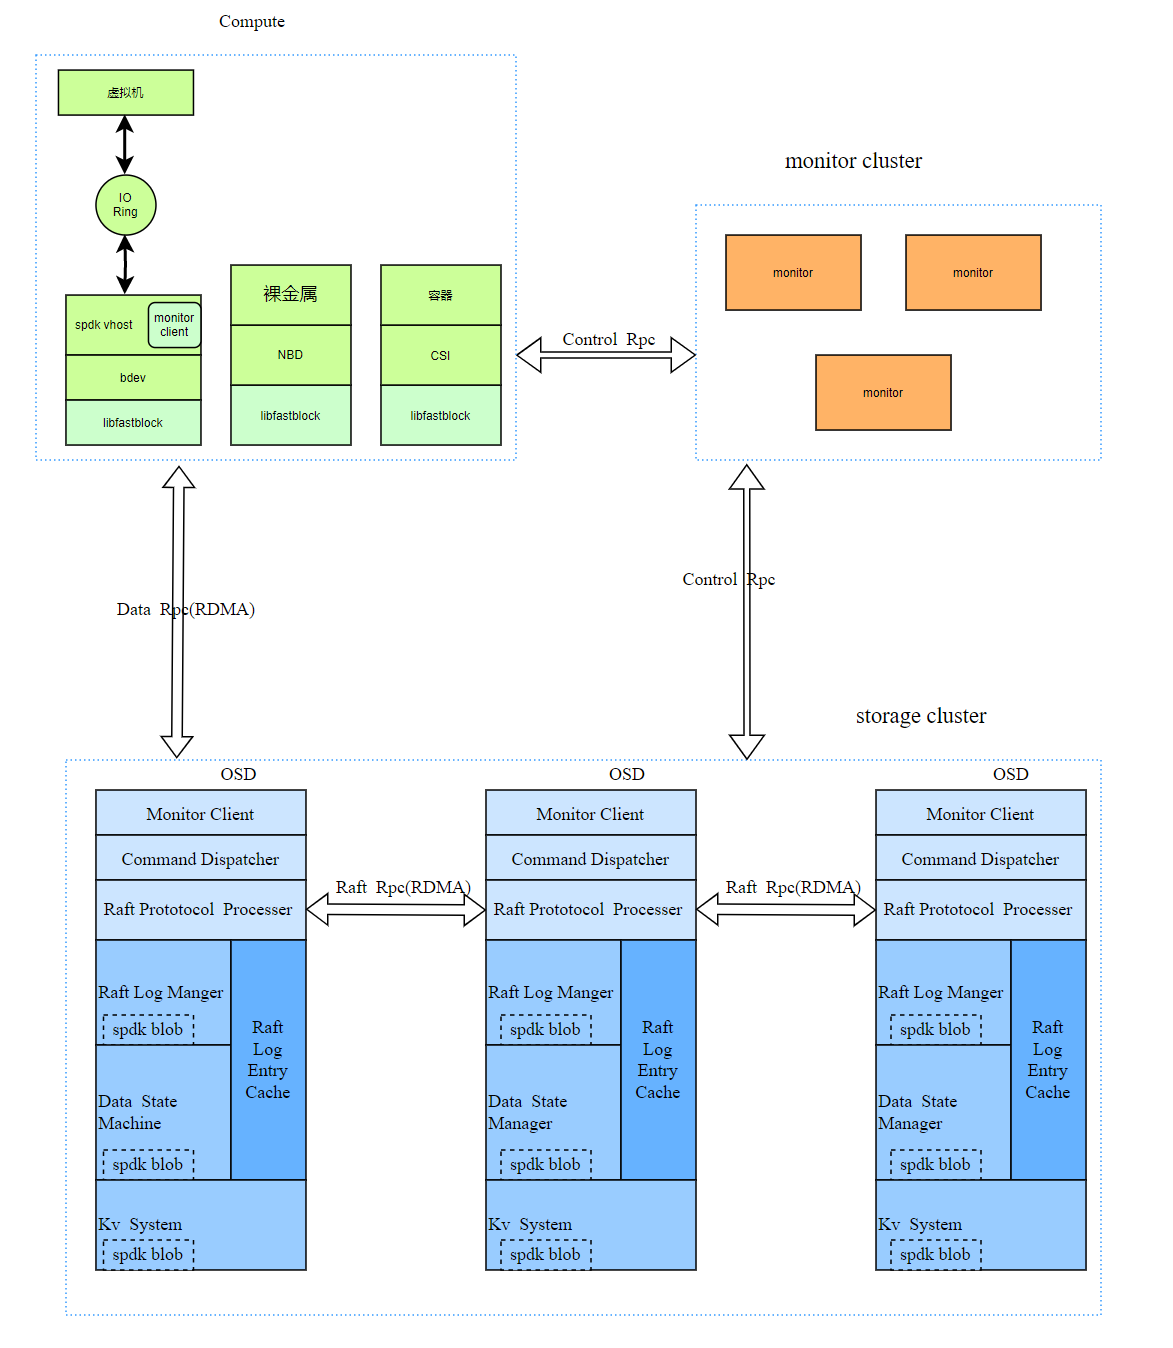 Compute
虚拟机
IO
Ring
spdk vhost
monitor
client
bdev
libfastblock
裸金属
NBD
libfastblock
容器
CSI
libfastblock
Control Rpc
monitor cluster
monitor
monitor
monitor
Data Rpc(RDMA)
Control Rpc
storage cluster
OSD
Monitor Client
Command Dispatcher
Raft Prototocol Processer
Raft Log Manger
spdk blob
Data State
Machine
spdk blob
Raft
Log
Entry
Cache
Kv System
spdk blob
Raft Rpc(RDMA)
OSD
Monitor Client
Command Dispatcher
Raft Prototocol Processer
Raft Log Manger
spdk blob
Data State
Manager
spdk blob
Raft
Log
Entry
Cache
Kv System
spdk blob
Raft Rpc(RDMA)
OSD
Monitor Client
Command Dispatcher
Raft Prototocol Processer
Raft Log Manger
spdk blob
Data State
Manager
spdk blob
Raft
Log
Entry
Cache
Kv System
spdk blob